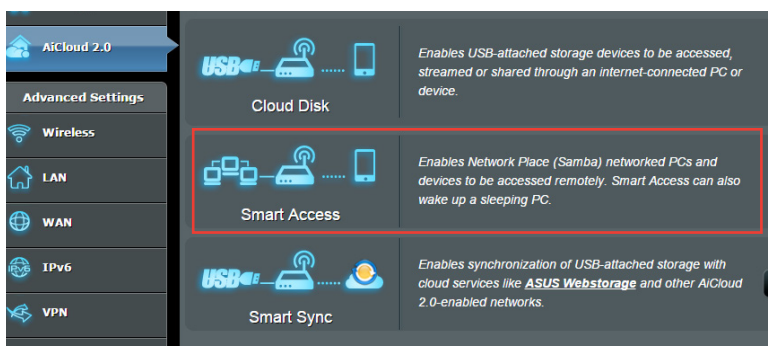 AiCloud 2.0
Advanced Settings
Wireless
LAN
WAN
IPv6
IPv6
VPN
USB
Cloud Disk
Enables USB-attached storage devices to be accessed,
streamed or shared through an internet-connected PC or
device.
Smart Access
Enables Network Place (Samba) networked PCs and
devices to be accessed remotely. Smart Access can also
wake up a sleeping PC.
USB
Smart Sync
Enables synchronization of USB-attached storage with
cloud services like ASUS Webstorage and other AiCloud
2.0-enabled networks.